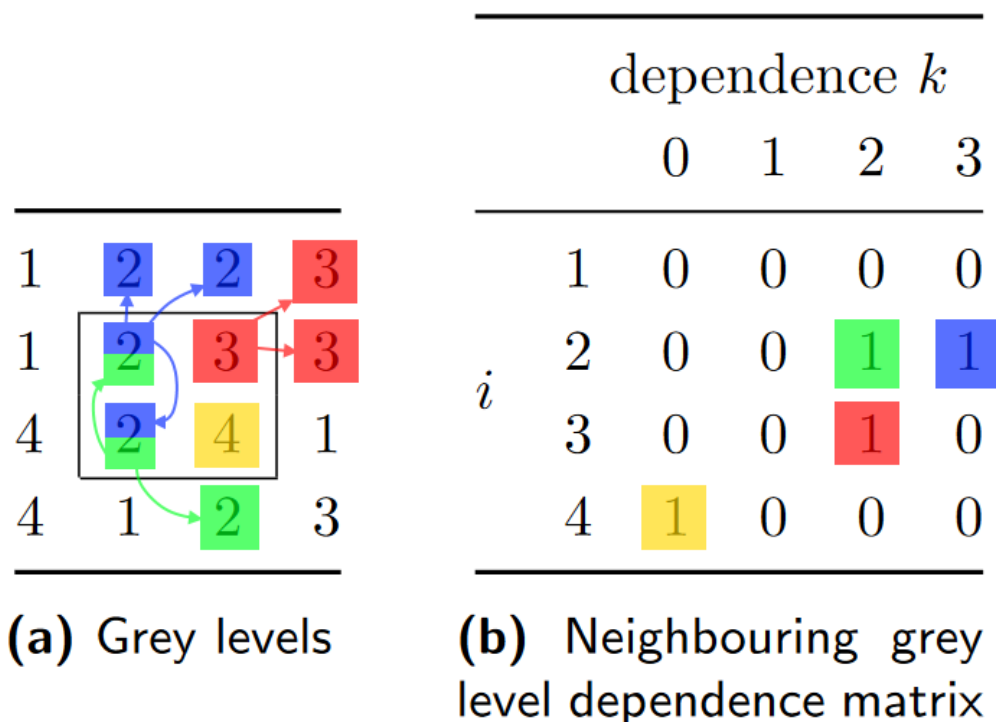 dependence k
0 1 2 3
1 2 2 3
1 2 3 3
4 2 4 1
4 1 2 3
i
1 0 0 0 0
2 0 0 1 1
3 0 0 1 0
4 1 0 0 0
(a) Grey levels
(b) Neighbouring grey
level dependence matrix